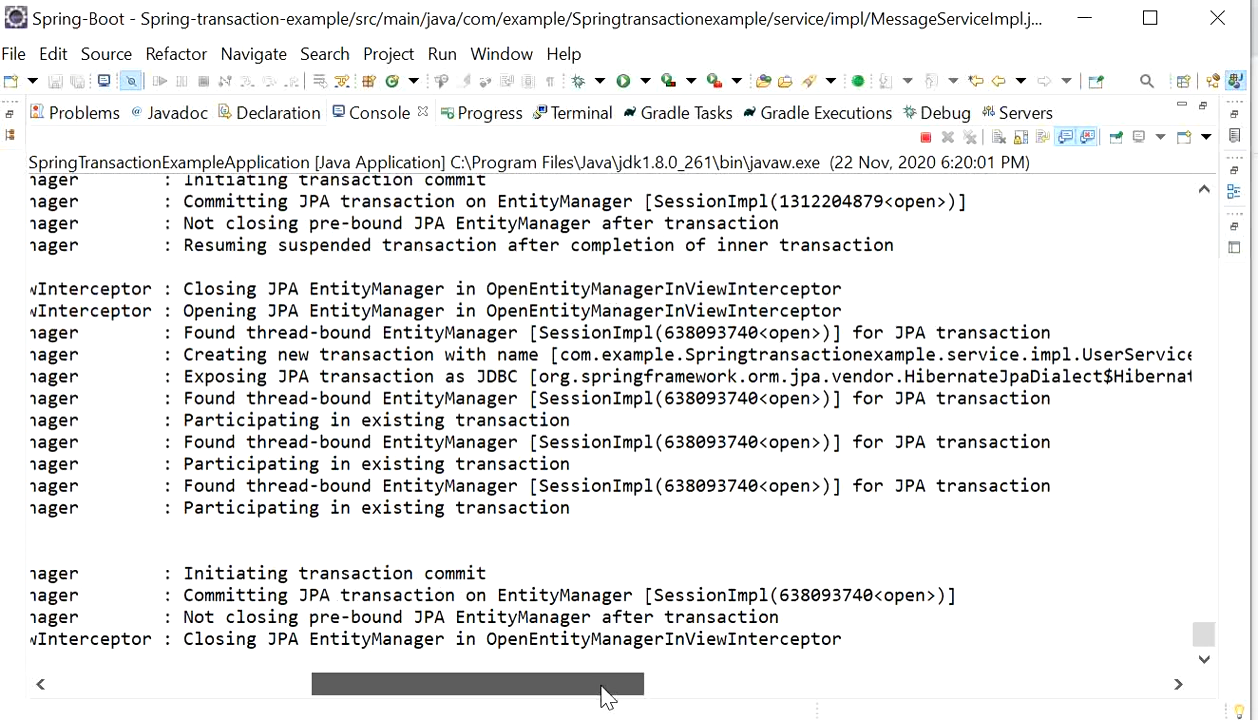 Spring-Boot - Spring-transaction-example/src/main/java/com/example/Springtransactionexample/service/impl/MessageServiceImpl.j...
File Edit Source Refactor Navigate Search Project Run Window Help
Problems @ Javadoc Declaration Console Progress Terminal Gradle Tasks Gradle Executions Debug Servers
SpringTransactionExampleApplication [Java Application] C:\Program Files\Java\jdk1.8.0_261\bin\javaw.exe (22 Nov, 2020 6:20:01 PM)
nager : Initiating transaction commit
nager : Committing JPA transaction on EntityManager [SessionImpl(1312204879<open>)]
nager : Not closing pre-bound JPA EntityManager after transaction
nager : Resuming suspended transaction after completion of inner transaction
wInterceptor : Closing JPA EntityManager in OpenEntityManagerInViewInterceptor
wInterceptor : Opening JPA EntityManager in OpenEntityManagerInViewInterceptor
nager : Found thread-bound EntityManager [SessionImpl(638093740<open>)] for JPA transaction
nager : Creating new transaction with name [com.example.Springtransactionexample.service.impl.UserService
nager : Exposing JPA transaction as JDBC [org.springframework.orm.jpa.vendor.HibernateJpaDialect$Hibernat
nager : Found thread-bound EntityManager [SessionImpl(638093740<open>)] for JPA transaction
nager : Participating in existing transaction
nager : Found thread-bound EntityManager [SessionImpl(638093740<open>)] for JPA transaction
nager : Participating in existing transaction
nager : Found thread-bound EntityManager [SessionImpl(638093740<open>)] for JPA transaction
nager : Participating in existing transaction
nager : Initiating transaction commit
nager : Committing JPA transaction on EntityManager [SessionImpl(638093740<open>)]
nager : Not closing pre-bound JPA EntityManager after transaction
wInterceptor : Closing JPA EntityManager in OpenEntityManagerInViewInterceptor